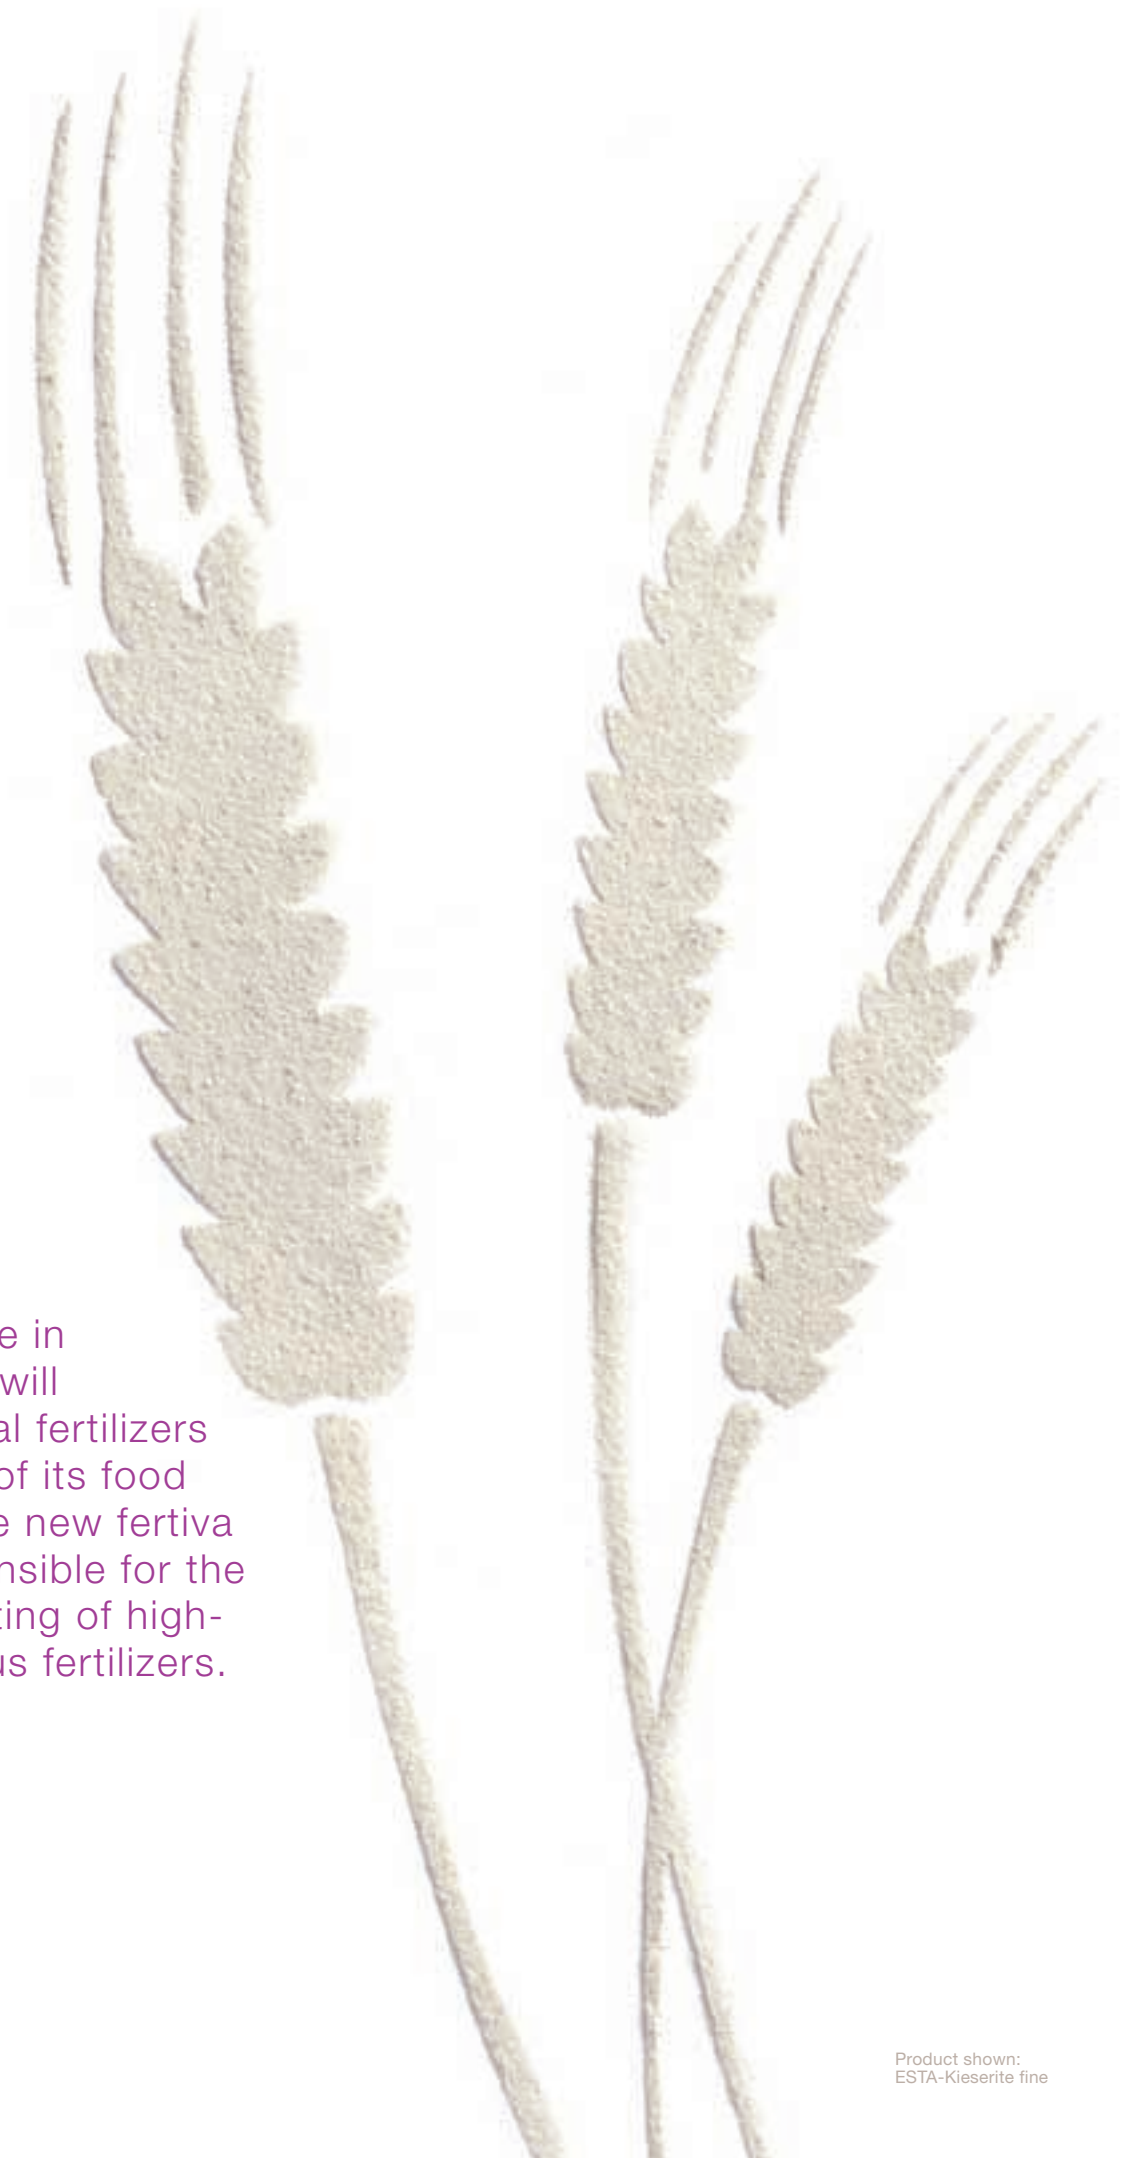 e in
will
al fertilizers
of its food
e new fertiva
nsible for the
ting of high-
us fertilizers.
Product shown:
ESTA-Kieserite fine